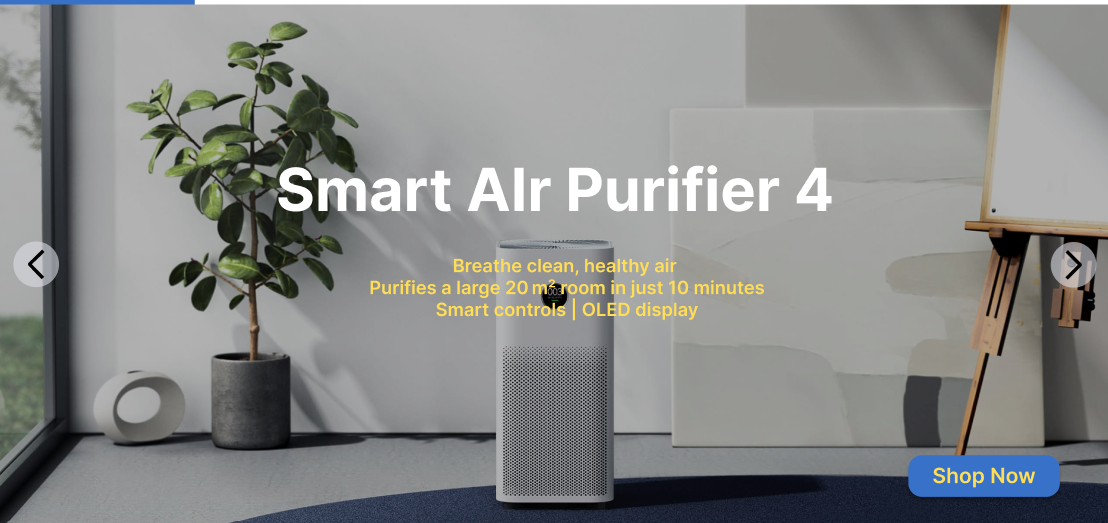 Smart AIr Purifier 4
Breathe clean, healthy air
Purifies a large 20 m² room in just 10 minutes
Smart controls | OLED display
Shop Now